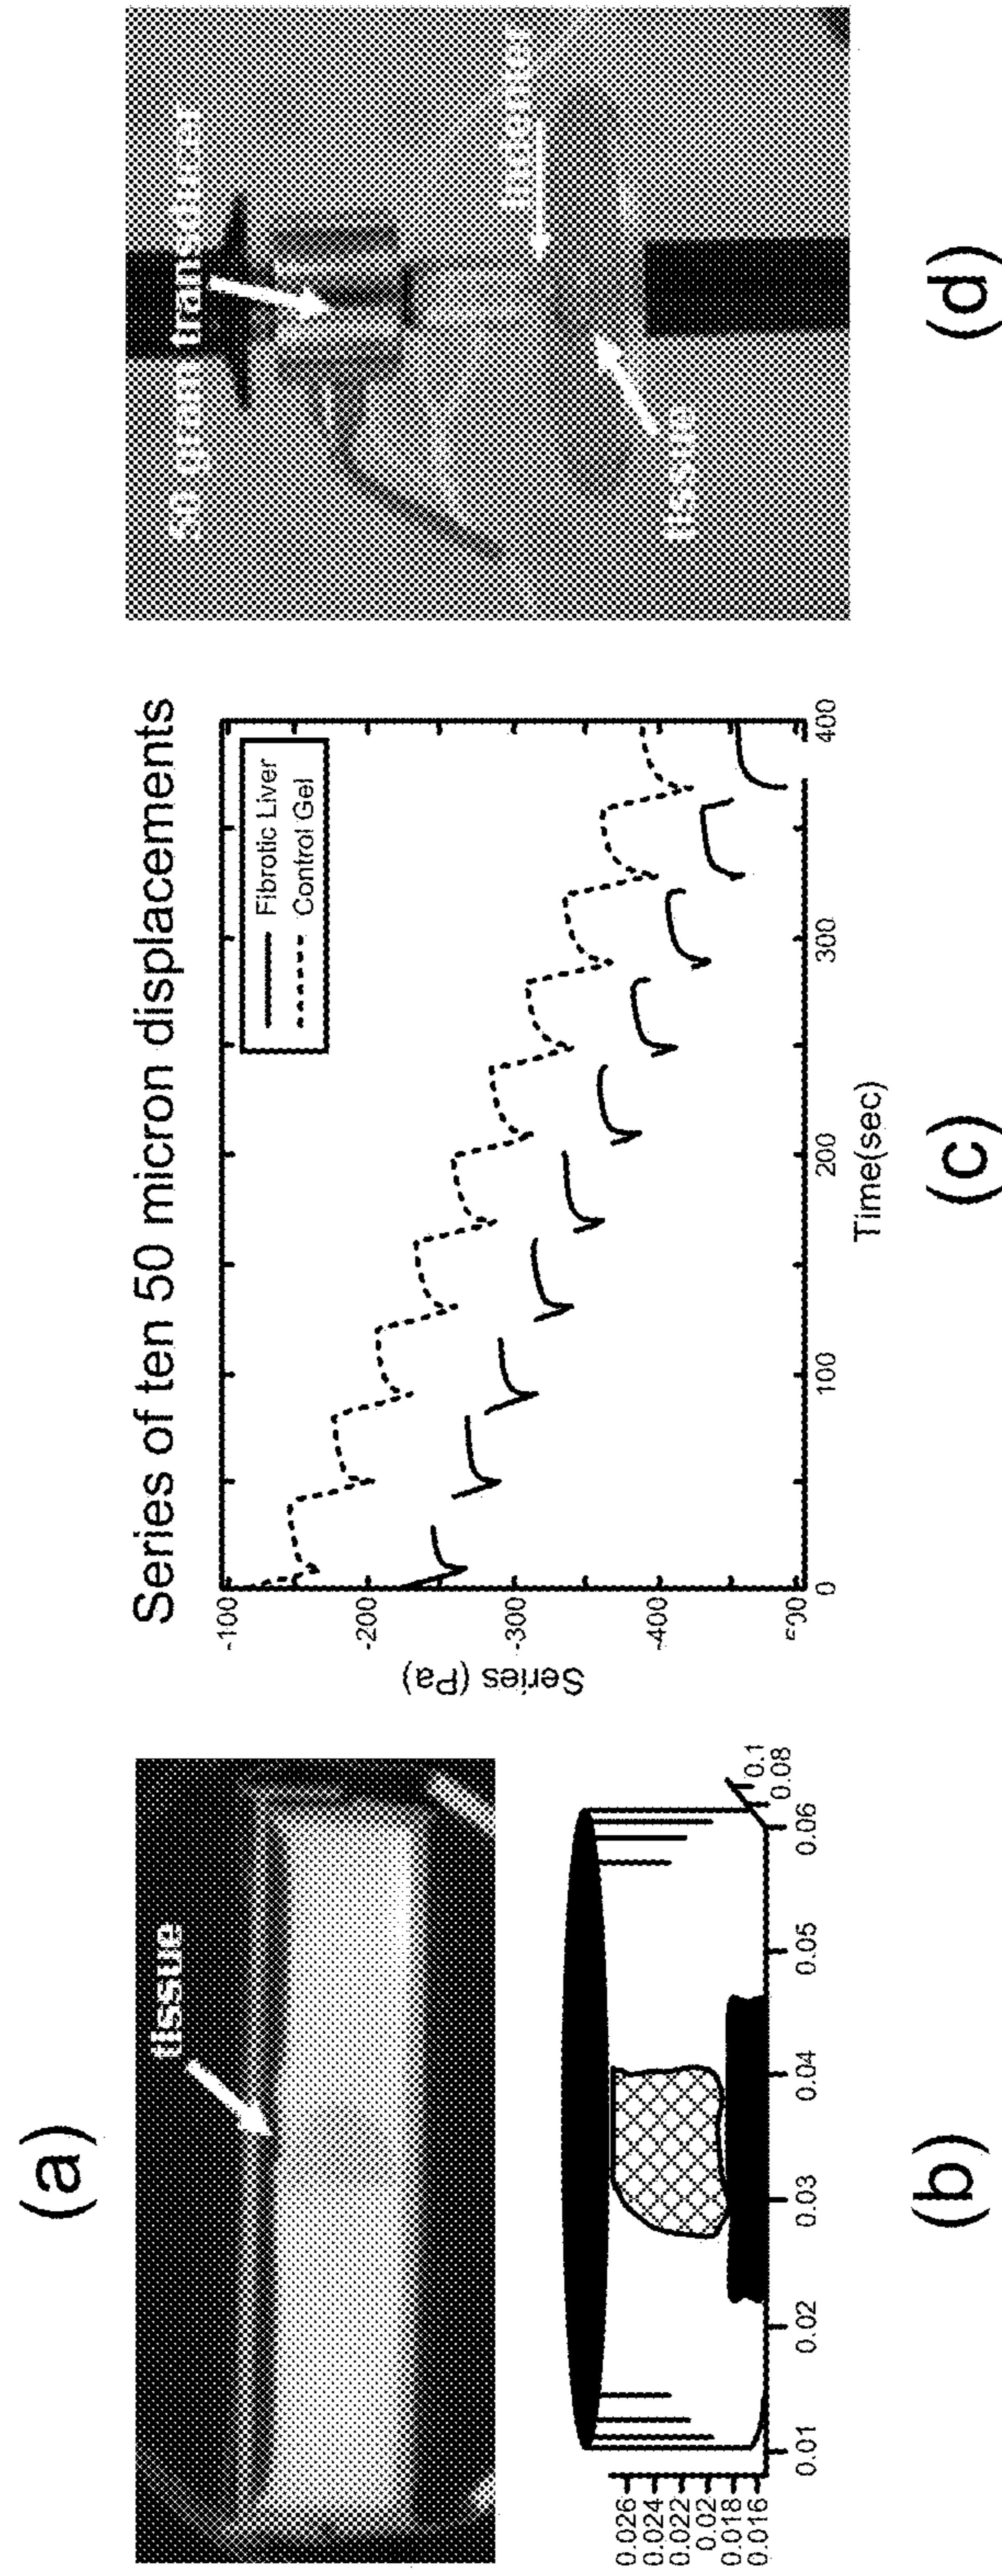 (a)
tissue
0.026
0.024
0.022
0.02
0.018
0.016
0.01
0.02
0.03
0.04
0.05
0.06
0.08
0.1
(b)
Series of ten 50 micron displacements
Fibrotic Liver
Control Gel
Series (Pa)
-100
-200
-300
-400
500
0
100
200
300
400
Time(sec)
(c)
50 gram transducer
indenter
tissue
(d)